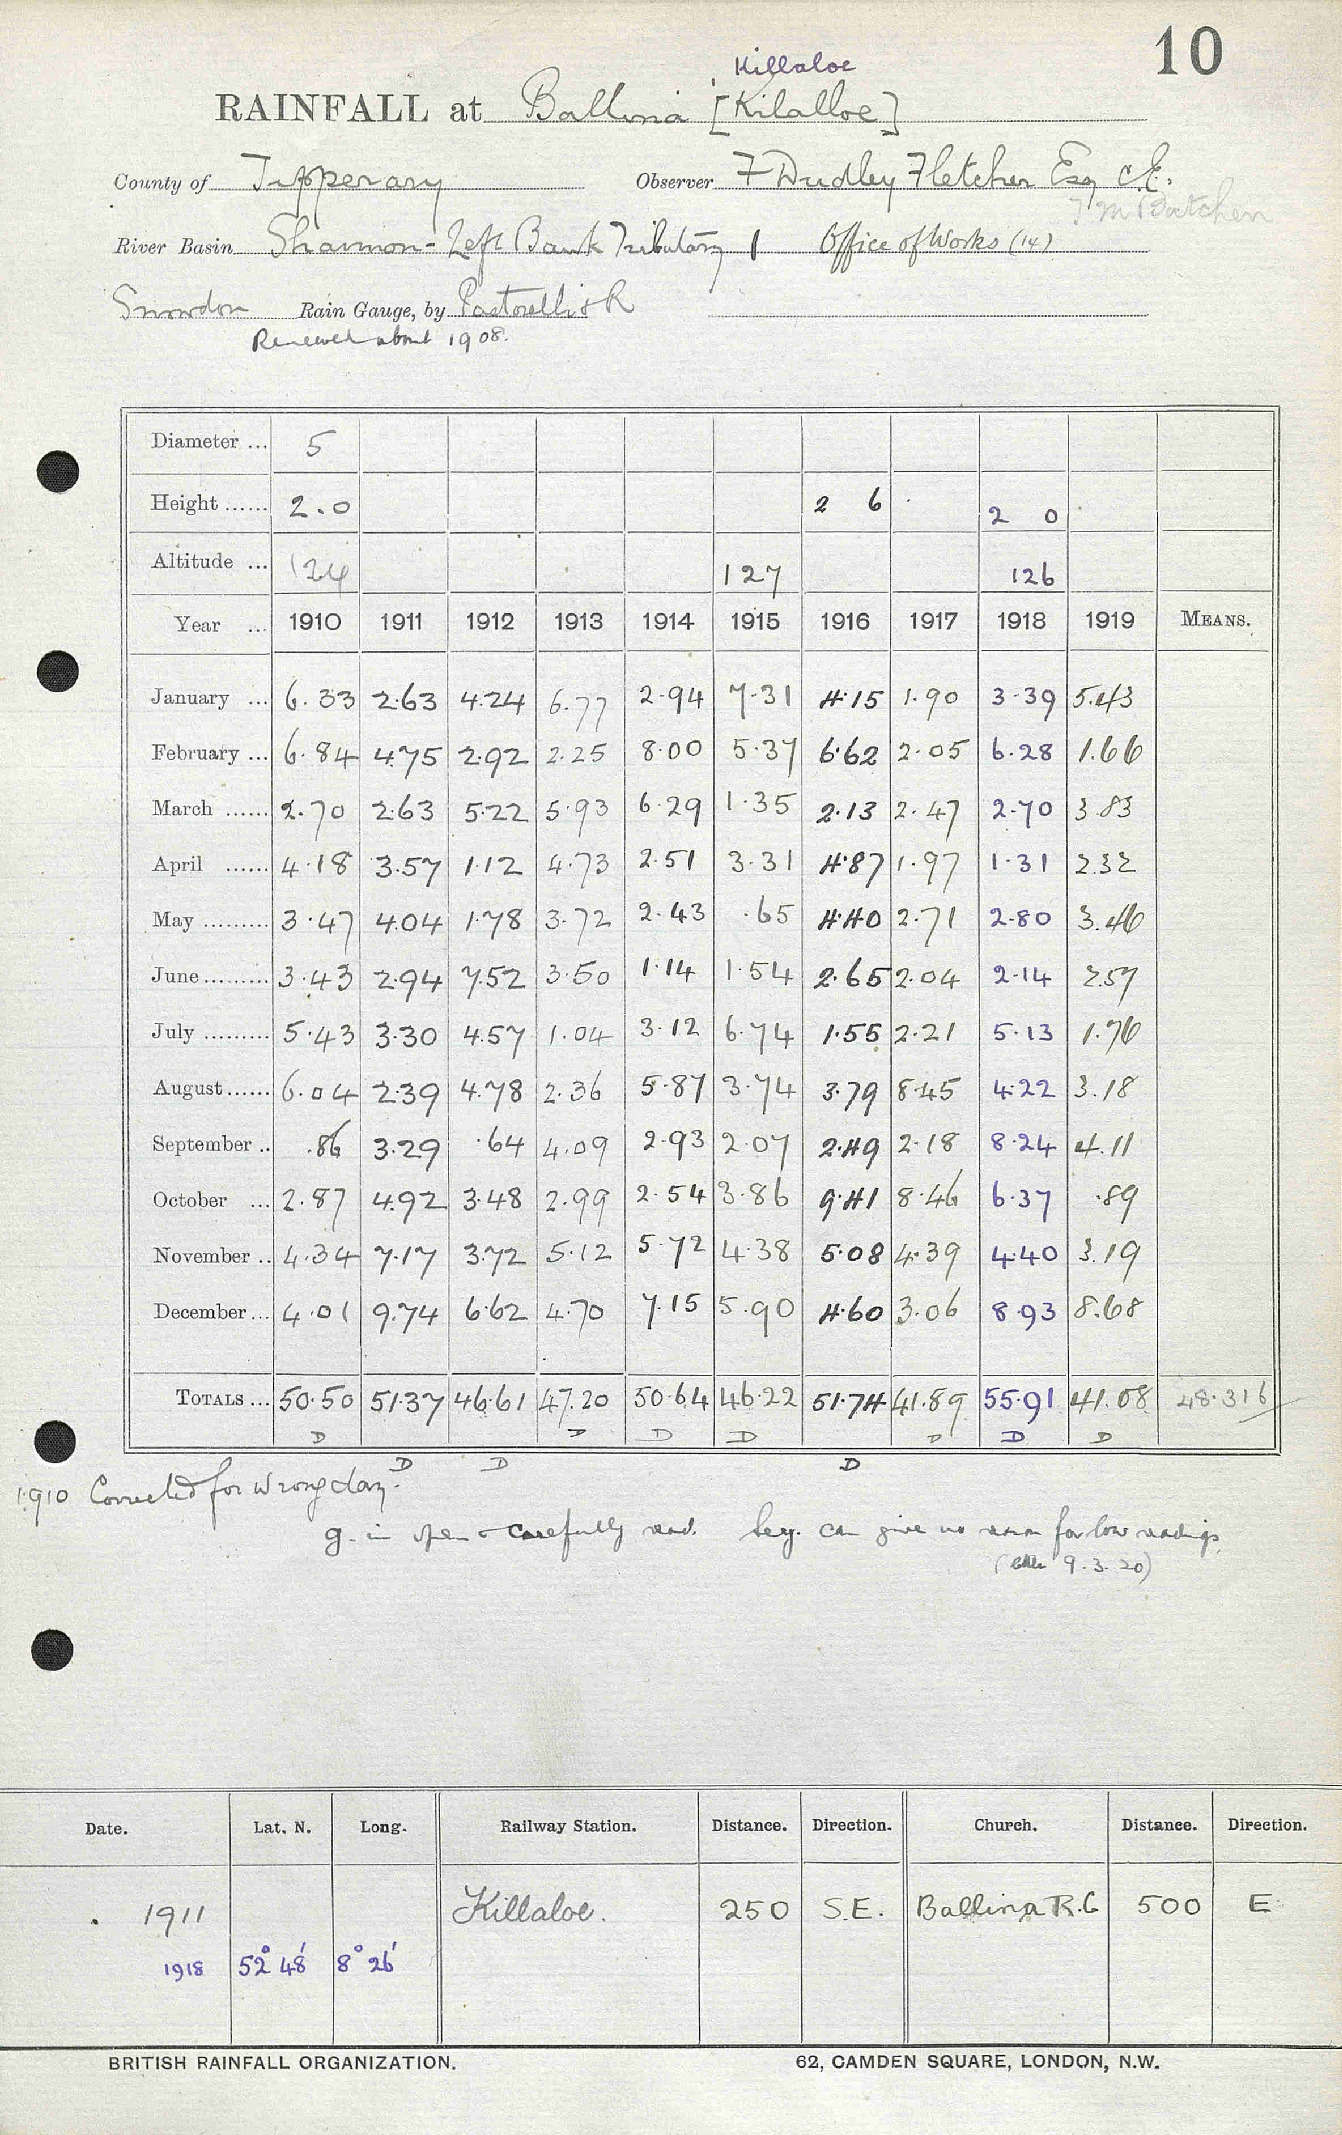 10
Killaloe
RAINFALL at Ballina [Kilalloe]
County of Tipperary Observer F Dudley Fletcher Esq C.E.
River Basin Shannon - Left Bank Tributary 1 Office of Works (14)
Snowdon Rain Gauge, by Pastorelli & R
Renewed about 1908.
Diameter ... 5
Height ...... 2.0 2 6 2 0
Altitude ... 124 127 126
Year ... 1910 1911 1912 1913 1914 1915 1916 1917 1918 1919 MEANS.
January ... 6.33 2.63 4.24 6.77 2.94 7.31 4.15 1.90 3.39 5.43
February ... 6.84 4.75 2.92 2.25 8.00 5.37 6.62 2.05 6.28 1.66
March ...... 2.70 2.63 5.22 5.93 6.29 1.35 2.13 2.47 2.70 3.83
April ...... 4.18 3.57 1.12 4.73 2.51 3.31 4.87 1.97 1.31 2.32
May ......... 3.47 4.04 1.78 3.72 2.43 .65 4.40 2.71 2.80 3.46
June ......... 3.43 2.94 7.52 3.50 1.14 1.54 2.65 2.04 2.14 2.57
July ......... 5.43 3.30 4.57 1.04 3.12 6.74 1.55 2.21 5.13 1.76
August ...... 6.04 2.39 4.78 2.36 5.87 3.74 3.79 8.45 4.22 3.18
September .. .86 3.29 .64 4.09 2.93 2.07 2.49 2.18 8.24 4.11
October ... 2.87 4.92 3.48 2.99 2.54 3.86 9.41 8.46 6.37 .89
November .. 4.34 7.17 3.72 5.12 5.72 4.38 5.08 4.39 4.40 3.19
December ... 4.01 9.74 6.62 4.70 7.15 5.90 4.60 3.06 8.93 8.68
TOTALS ... 50.50 51.37 46.61 47.20 50.64 46.22 51.74 41.89 55.91 41.08 48.316
D D D D D D D
D D D
1910 Corrected for wrong day.
g. in open & carefully read. Sey. can give no reason for low readings.
9.3.20)
Date. Lat. N. Long. Railway Station. Distance. Direction. Church. Distance. Direction.
1911 Killaloe. 250 S.E. Ballina R.C 500 E
1918 52° 48' 8° 26'
BRITISH RAINFALL ORGANIZATION. 62, CAMDEN SQUARE, LONDON, N.W.